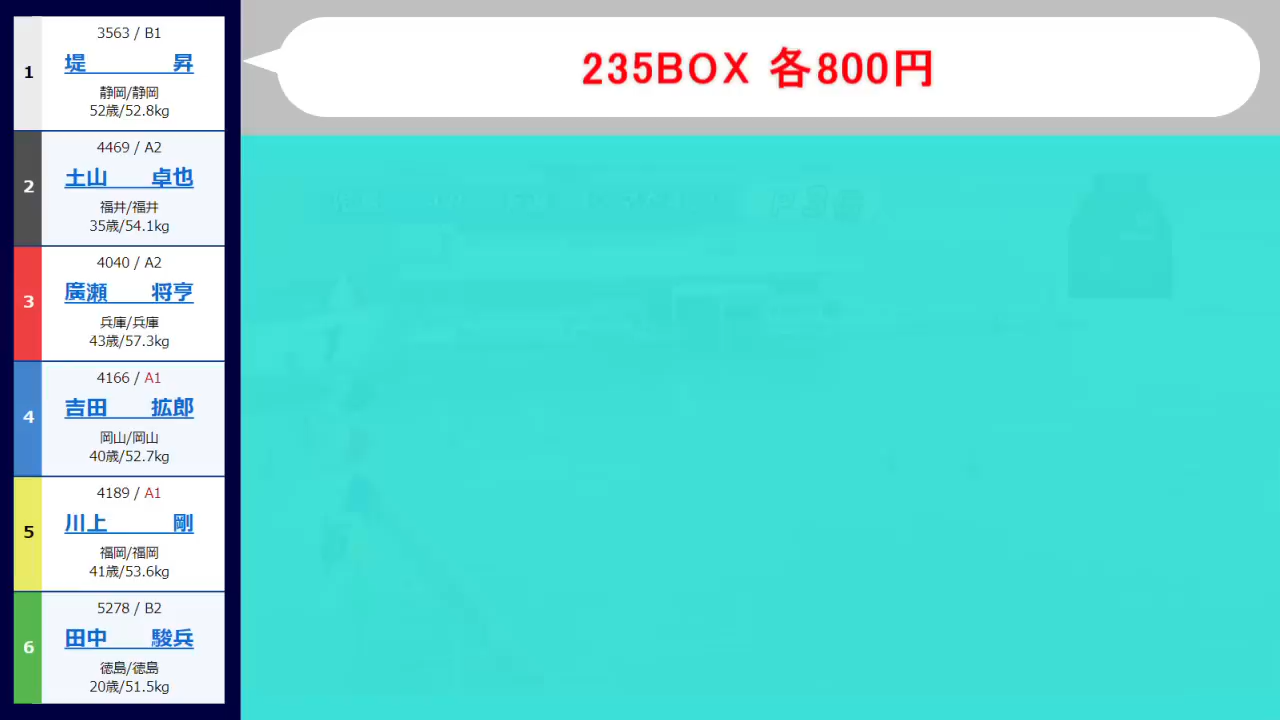 1
3563 / B1
堤 昇
静岡/静岡
52歳/52.8kg
2
4469 / A2
土山 卓也
福井/福井
35歳/54.1kg
3
4040 / A2
廣瀬 将亨
兵庫/兵庫
43歳/57.3kg
4
4166 / A1
吉田 拡郎
岡山/岡山
40歳/52.7kg
5
4189 / A1
川上 剛
福岡/福岡
41歳/53.6kg
6
5278 / B2
田中 駿兵
徳島/徳島
20歳/51.5kg
235BOX 各800円